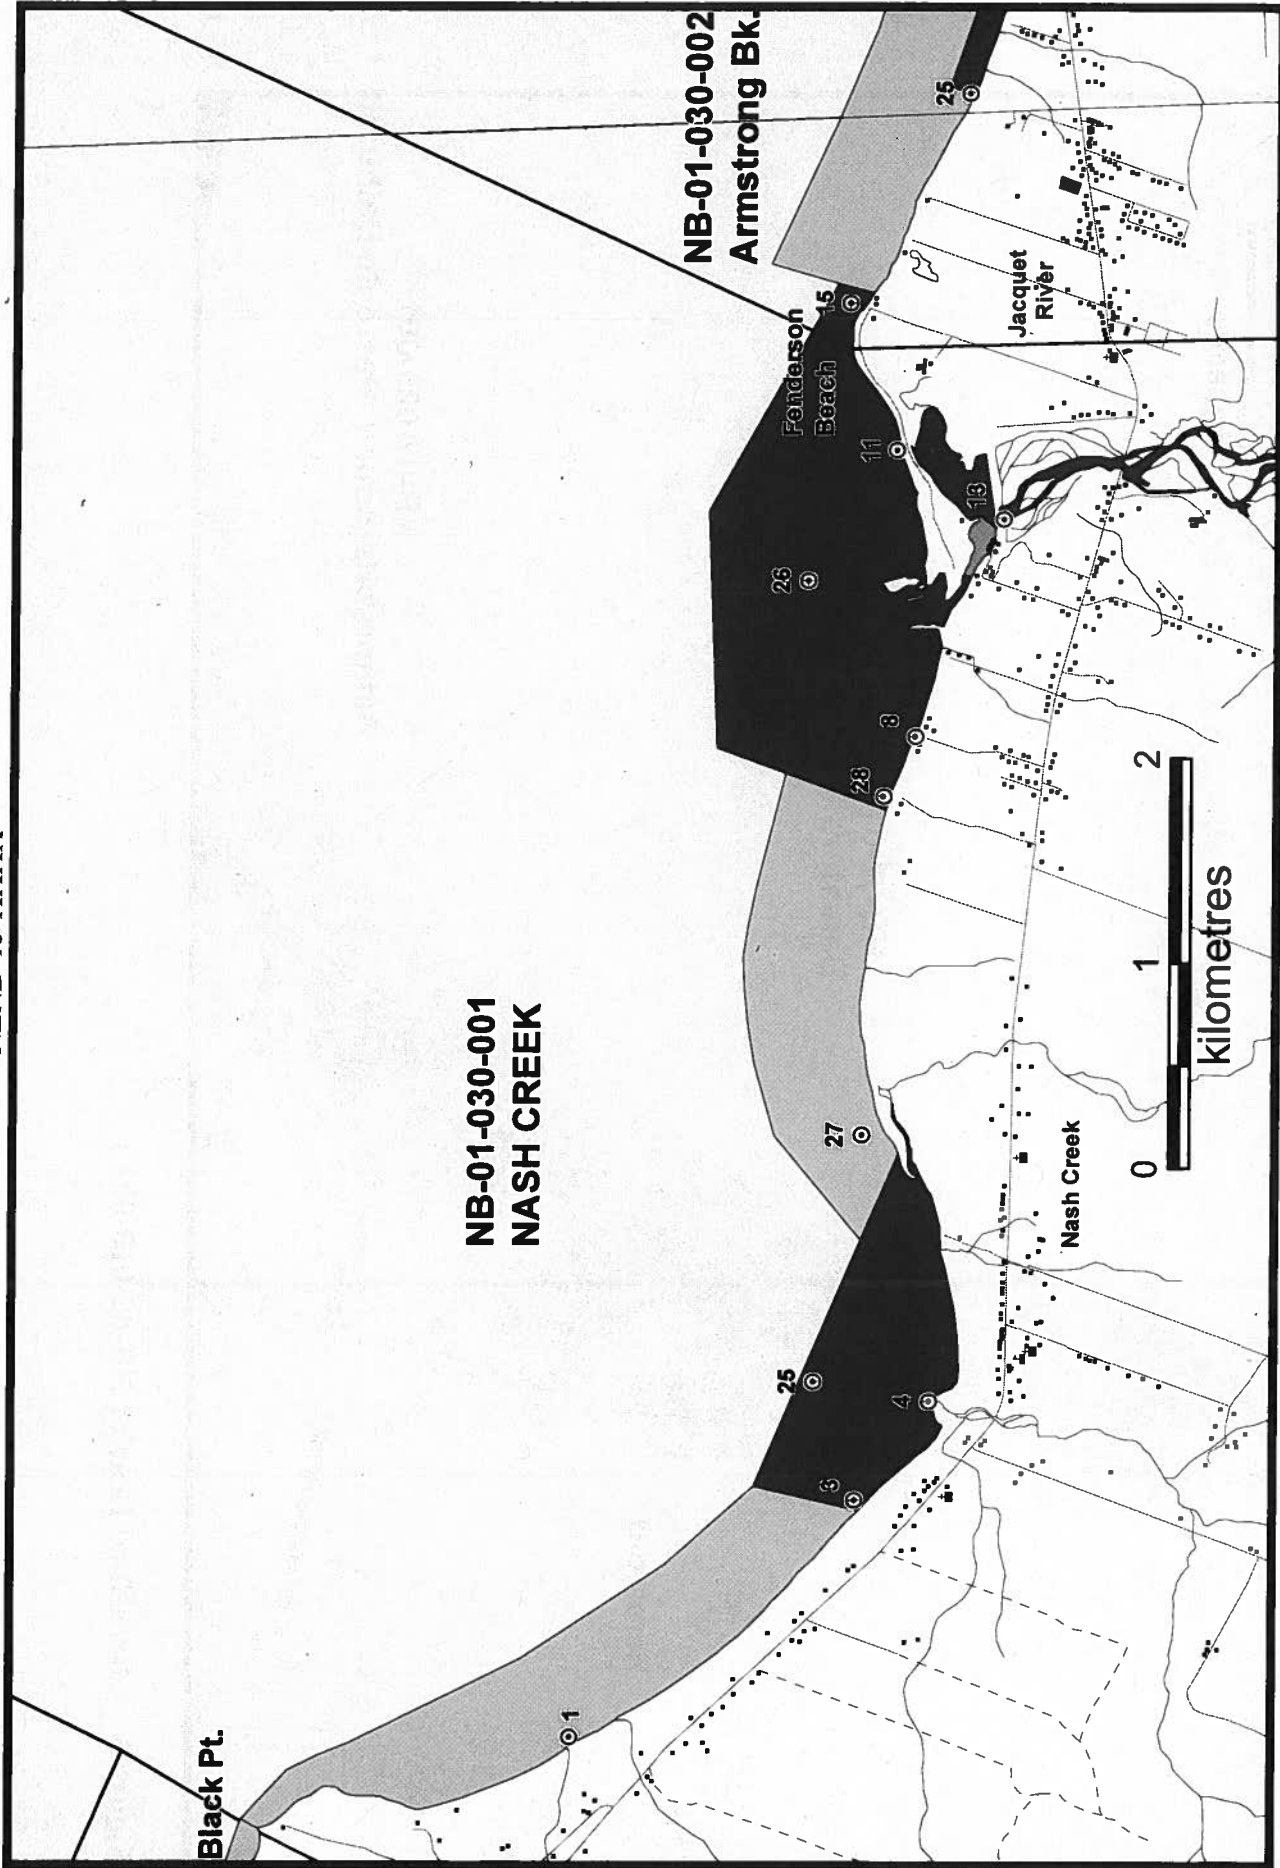 NB-01-030-001
NASH CREEK
NB-01-030-002
Armstrong Bk.
Black Pt.
Fenderson
Beach
Jacquet
River
Nash Creek
1
3
4
25
27
28
8
26
11
13
15
25
0 1 2
kilometres